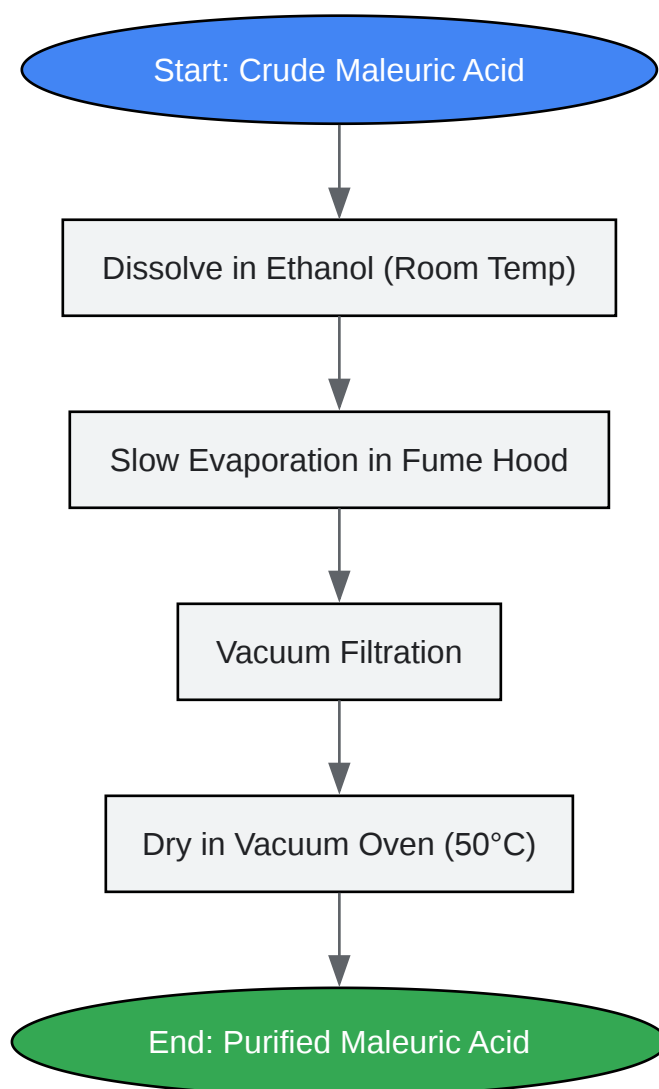 Start: Crude Maleuric Acid
Dissolve in Ethanol (Room Temp)
Slow Evaporation in Fume Hood
Vacuum Filtration
Dry in Vacuum Oven (50°C)
End: Purified Maleuric Acid